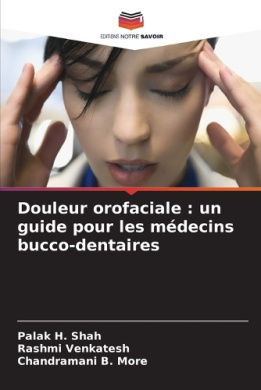 EDITIONS NOTRE SAVOIR
Douleur orofaciale : un
guide pour les médecins
bucco-dentaires
Palak H. Shah
Rashmi Venkatesh
Chandramani B. More